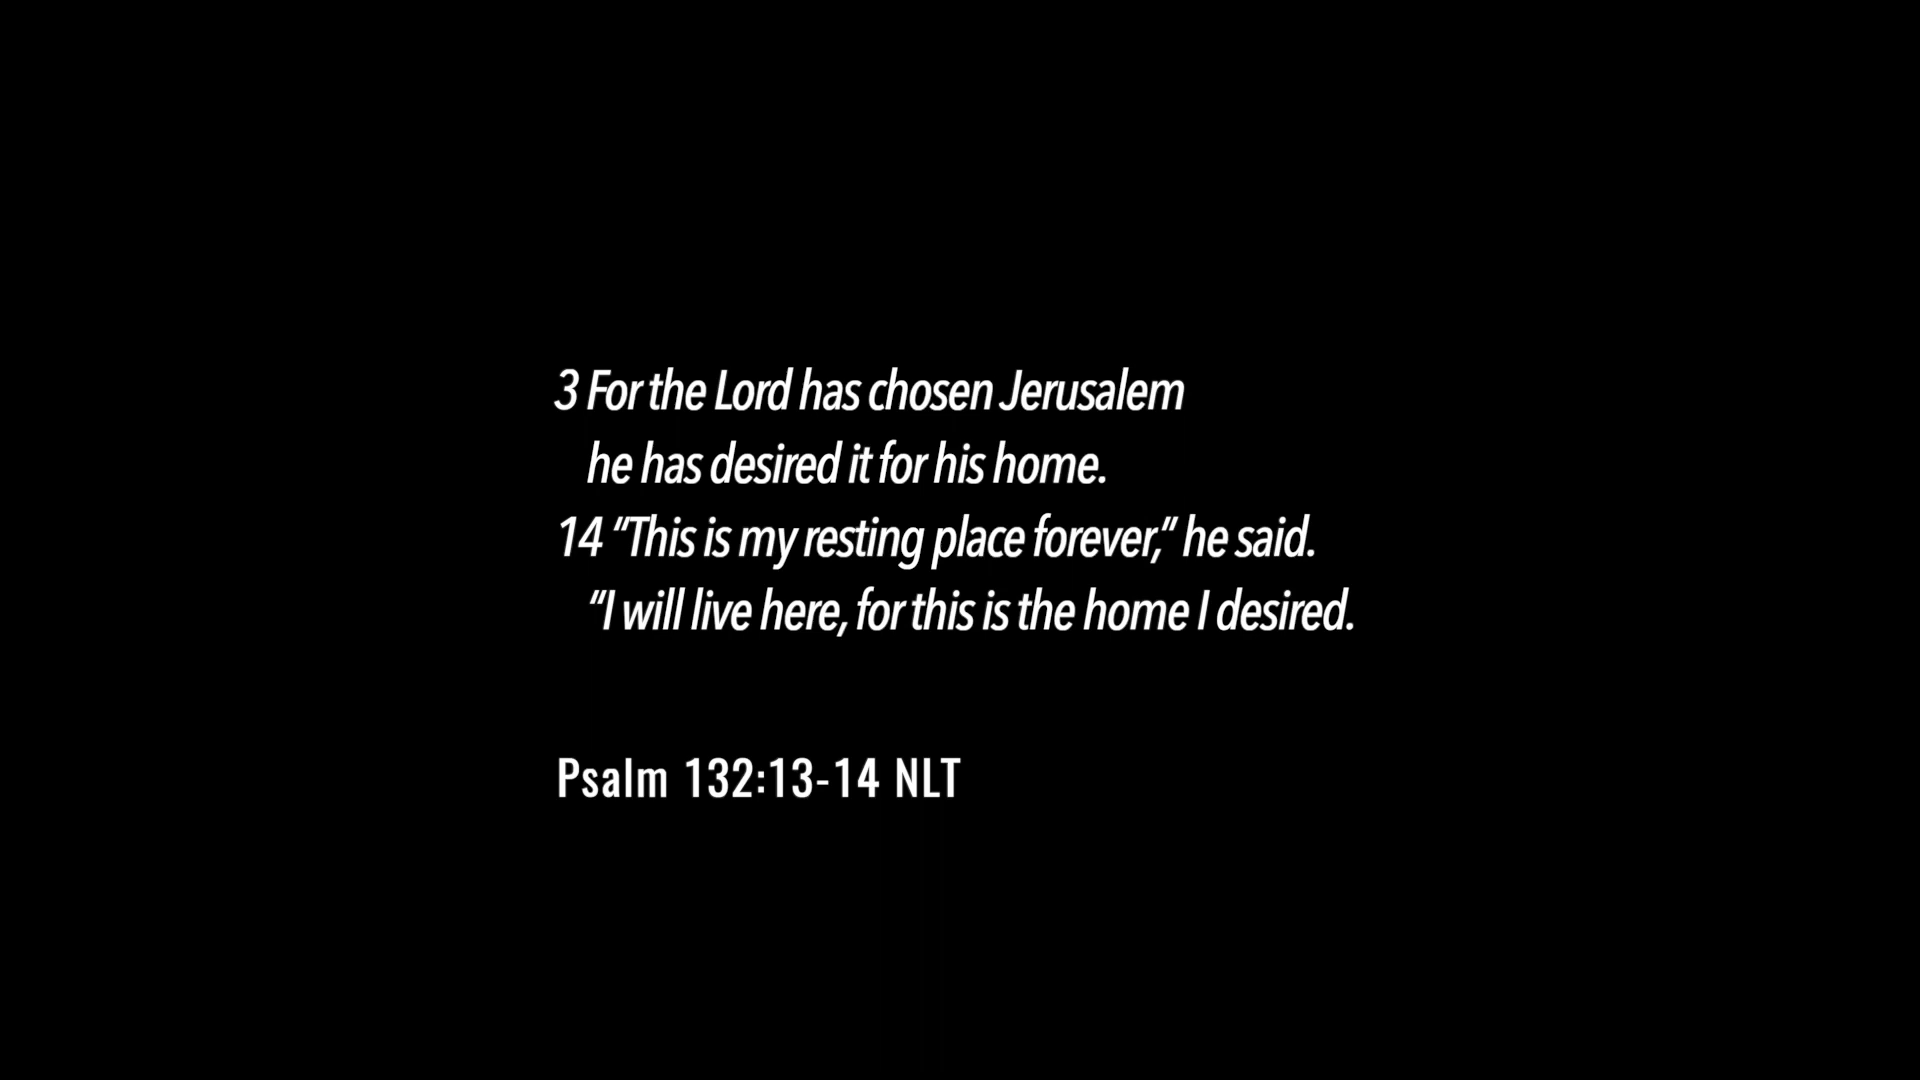 3 For the Lord has chosen Jerusalem
he has desired it for his home.
14 “This is my resting place forever,” he said.
“I will live here, for this is the home I desired.
Psalm 132:13-14 NLT